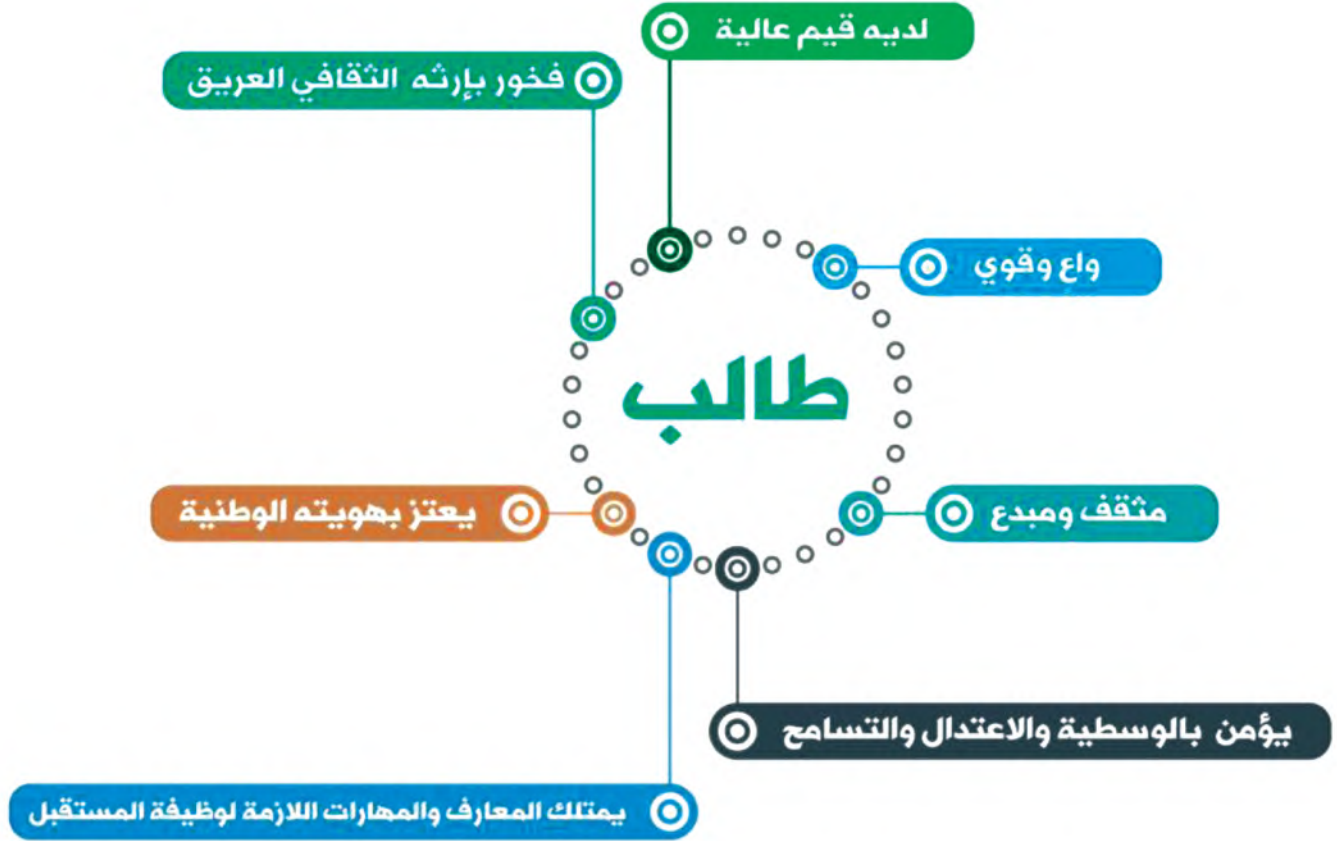 لديه قيم عالية
فخور بإرثه الثقافي العريق
واع وقوي
طالب
يعتز بهويته الوطنية
مثقف ومبدع
يؤمن بالوسطية والاعتدال والتسامح
يمتلك المعارف والمهارات اللازمة لوظيفة المستقبل